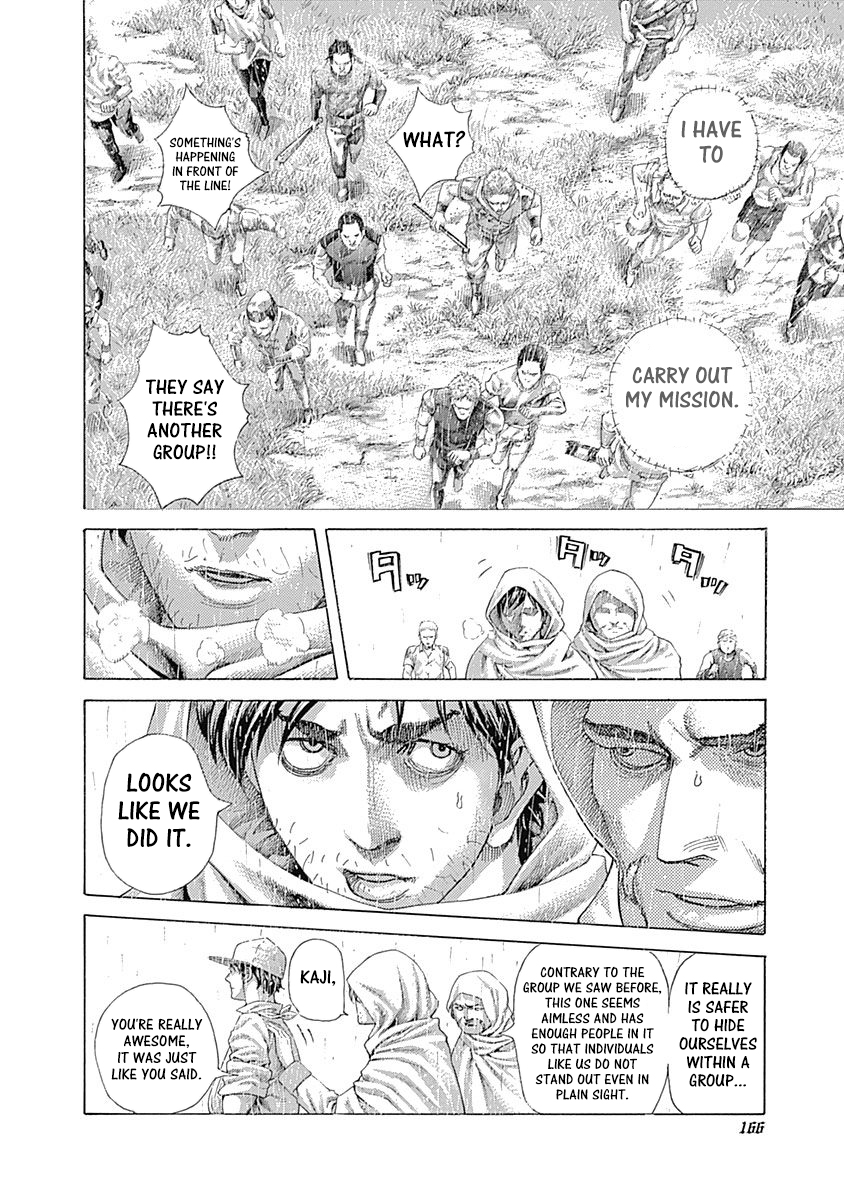 I HAVE
TO
WHAT?
SOMETHING'S
HAPPENING
IN FRONT OF
THE LINE!
CARRY OUT
MY MISSION.
THEY SAY
THERE'S
ANOTHER
GROUP!!
タッ
タッ
タッ
LOOKS
LIKE WE
DID IT.
IT REALLY
IS SAFER
TO HIDE
OURSELVES
WITHIN A
GROUP...
CONTRARY TO THE
GROUP WE SAW BEFORE,
THIS ONE SEEMS
AIMLESS AND HAS
ENOUGH PEOPLE IN IT
SO THAT INDIVIDUALS
LIKE US DO NOT
STAND OUT EVEN IN
PLAIN SIGHT.
KAJI,
YOU'RE REALLY
AWESOME,
IT WAS JUST
LIKE YOU SAID.
166